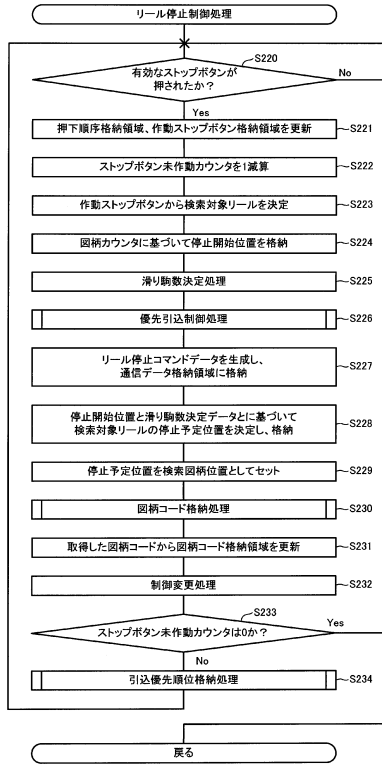 リール停止制御処理
S220
有効なストップボタンが
押されたか？
No
Yes
押下順序格納領域、作動ストップボタン格納領域を更新
S221
ストップボタン未作動カウンタを1減算
S222
作動ストップボタンから検索対象リールを決定
S223
図柄カウンタに基づいて停止開始位置を格納
S224
滑り駒数決定処理
S225
優先引込制御処理
S226
リール停止コマンドデータを生成し、
通信データ格納領域に格納
S227
停止開始位置と滑り駒数決定データとに基づいて
検索対象リールの停止予定位置を決定し、格納
S228
停止予定位置を検索図柄位置としてセット
S229
図柄コード格納処理
S230
取得した図柄コードから図柄コード格納領域を更新
S231
制御変更処理
S232
S233
ストップボタン未作動カウンタは0か？
Yes
No
引込優先順位格納処理
S234
戻る